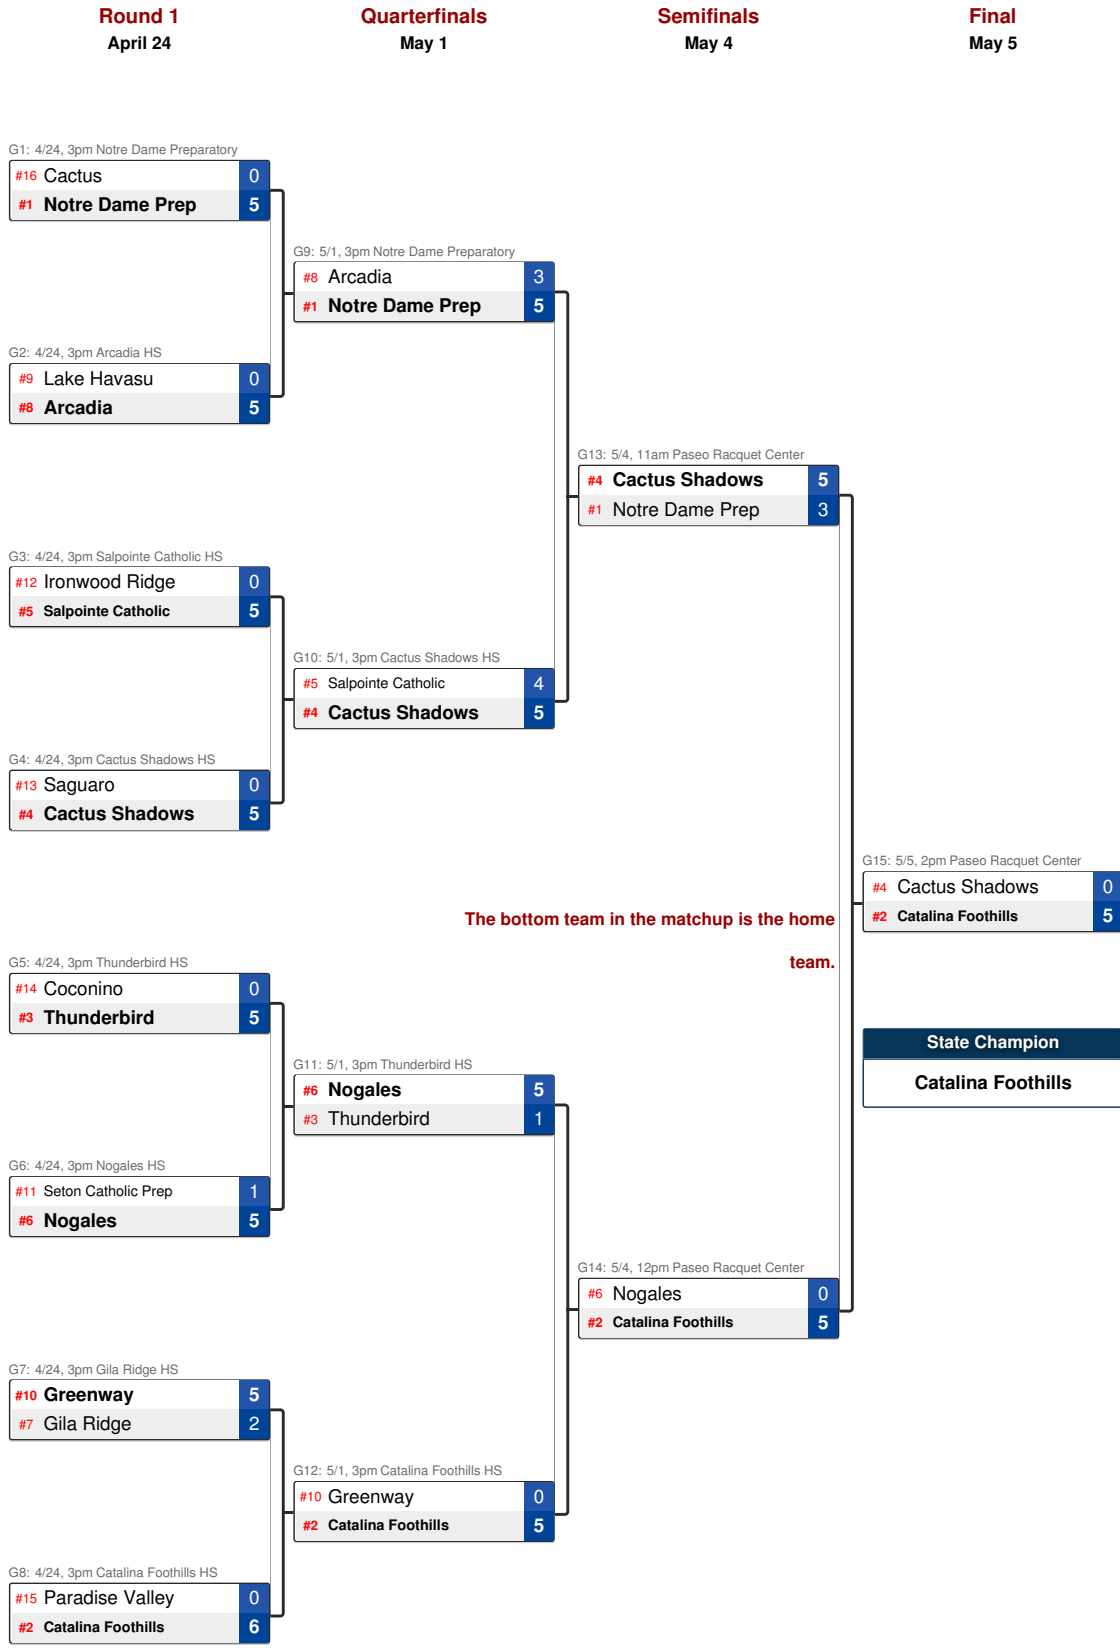 Round 1
April 24
Quarterfinals
May 1
Semifinals
May 4
Final
May 5
G1: 4/24, 3pm Notre Dame Preparatory
#16 Cactus 0
#1 Notre Dame Prep 5
G9: 5/1, 3pm Notre Dame Preparatory
#8 Arcadia 3
#1 Notre Dame Prep 5
G2: 4/24, 3pm Arcadia HS
#9 Lake Havasu 0
#8 Arcadia 5
G13: 5/4, 11am Paseo Racquet Center
#4 Cactus Shadows 5
#1 Notre Dame Prep 3
G3: 4/24, 3pm Salpointe Catholic HS
#12 Ironwood Ridge 0
#5 Salpointe Catholic 5
G10: 5/1, 3pm Cactus Shadows HS
#5 Salpointe Catholic 4
#4 Cactus Shadows 5
G4: 4/24, 3pm Cactus Shadows HS
#13 Saguaro 0
#4 Cactus Shadows 5
G15: 5/5, 2pm Paseo Racquet Center
#4 Cactus Shadows 0
#2 Catalina Foothills 5
The bottom team in the matchup is the home
team.
G5: 4/24, 3pm Thunderbird HS
#14 Coconino 0
#3 Thunderbird 5
State Champion
Catalina Foothills
G11: 5/1, 3pm Thunderbird HS
#6 Nogales 5
#3 Thunderbird 1
G6: 4/24, 3pm Nogales HS
#11 Seton Catholic Prep 1
#6 Nogales 5
G14: 5/4, 12pm Paseo Racquet Center
#6 Nogales 0
#2 Catalina Foothills 5
G7: 4/24, 3pm Gila Ridge HS
#10 Greenway 5
#7 Gila Ridge 2
G12: 5/1, 3pm Catalina Foothills HS
#10 Greenway 0
#2 Catalina Foothills 5
G8: 4/24, 3pm Catalina Foothills HS
#15 Paradise Valley 0
#2 Catalina Foothills 6